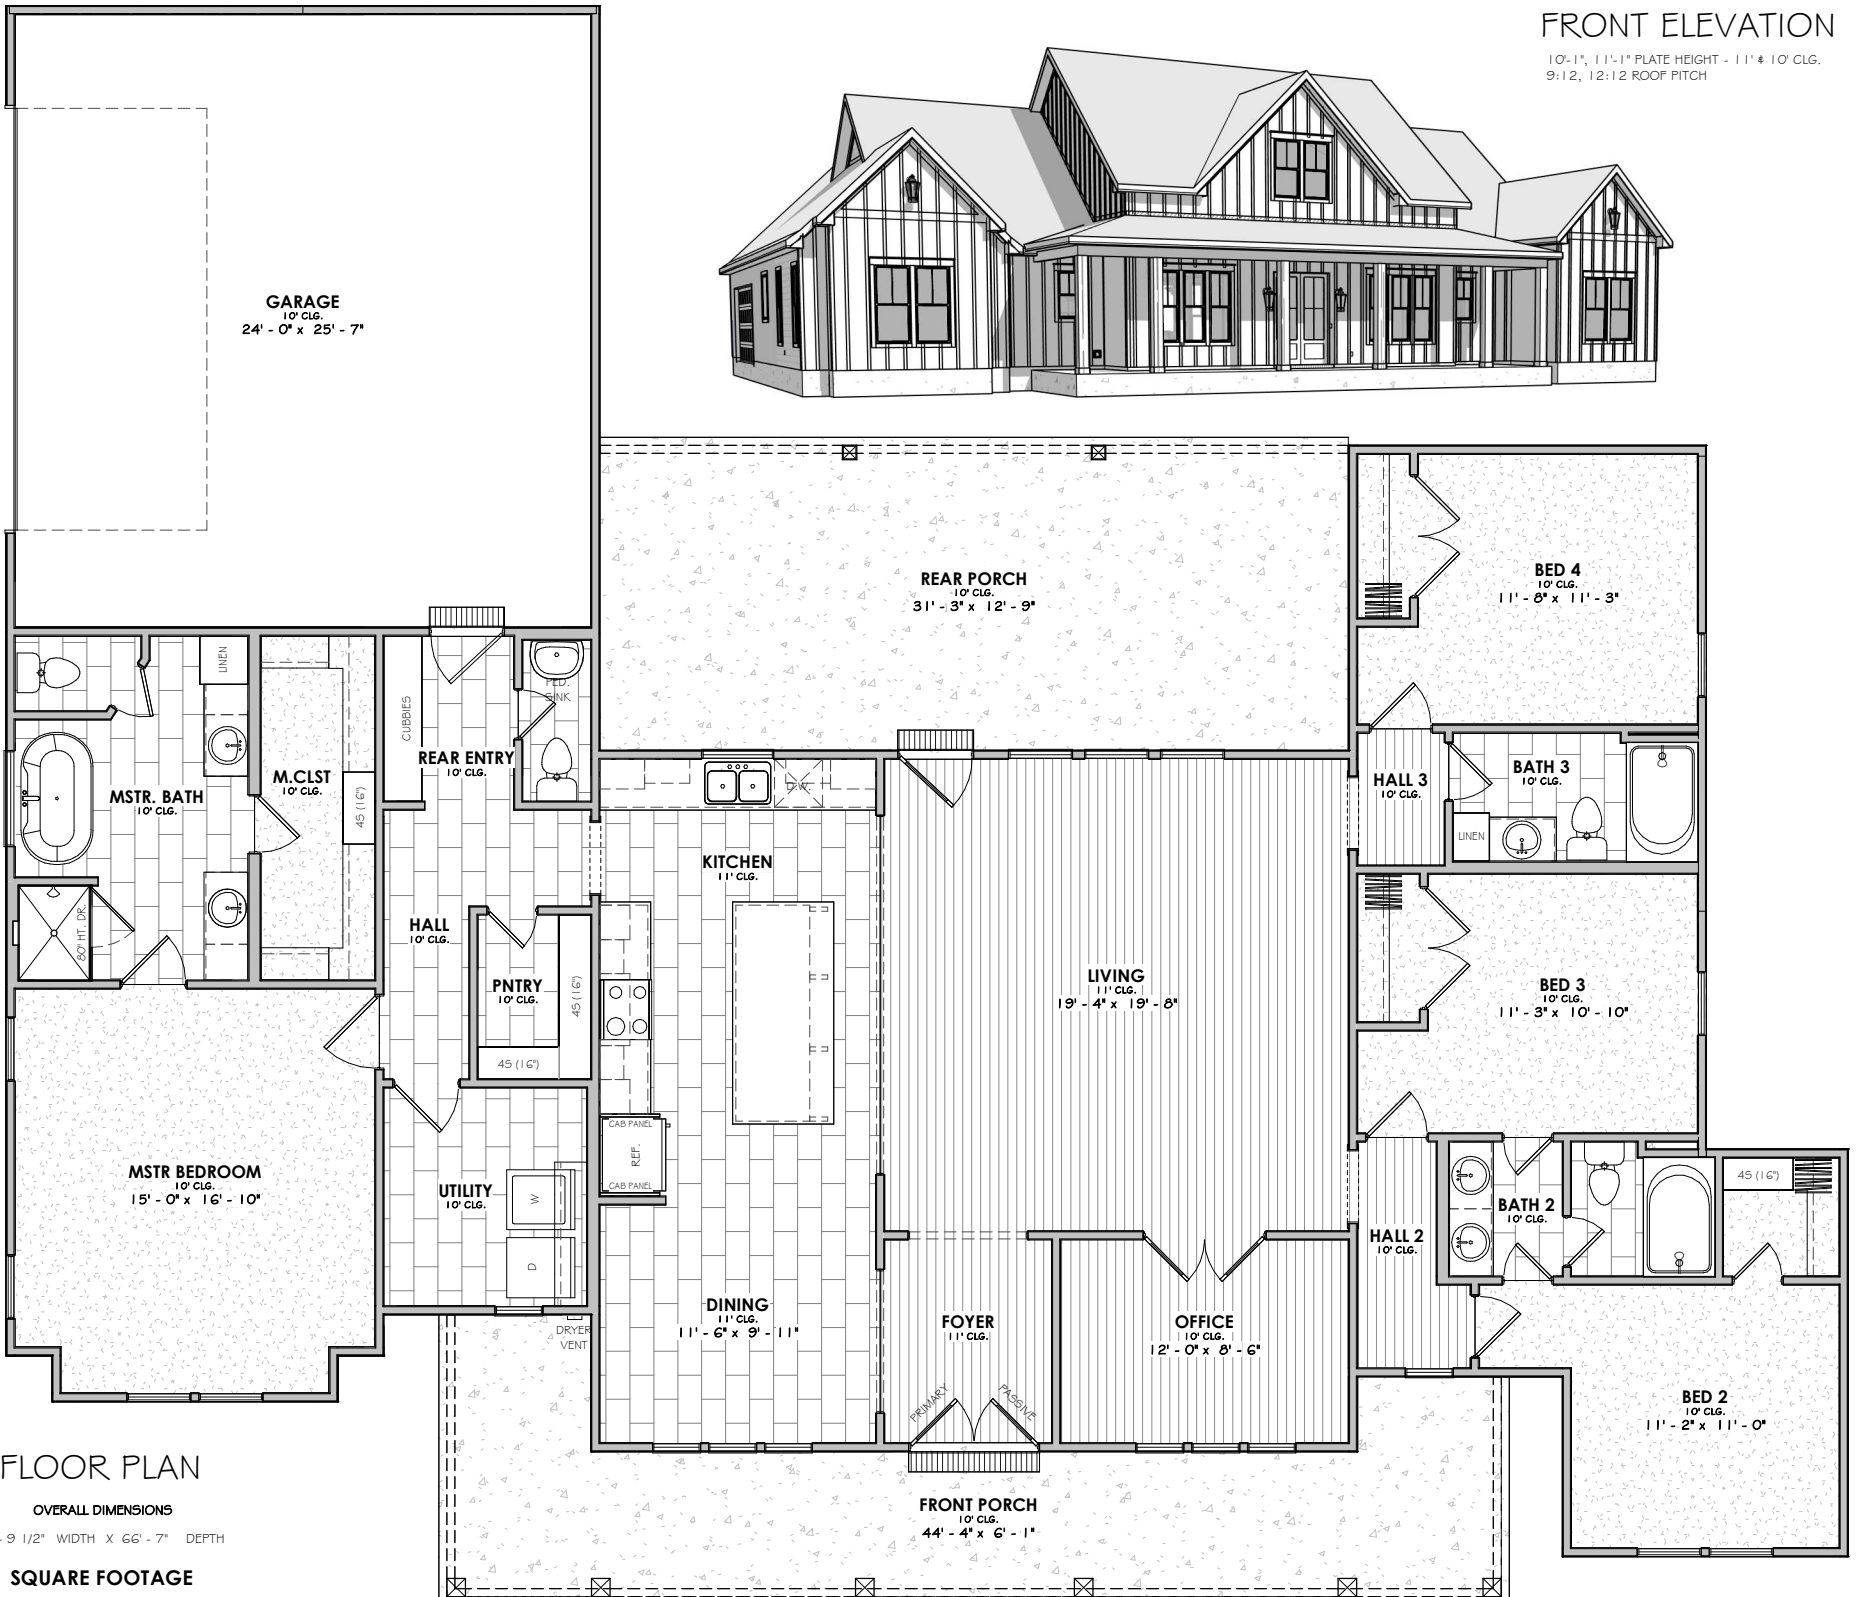 FRONT ELEVATION
10'-1", 11'-1" PLATE HEIGHT - 11' & 10' CLG.
9:12, 12:12 ROOF PITCH
GARAGE
10' CLG.
24' - 0" x 25' - 7"
REAR PORCH
10' CLG.
31' - 3" x 12' - 9"
BED 4
10' CLG.
11' - 8" x 11' - 3"
LINEN
CUBBIES
PED.
SINK
REAR ENTRY
10' CLG.
M.CLST
10' CLG.
4S (16")
MSTR. BATH
10' CLG.
80" HT. DR.
D.W.
HALL 3
10' CLG.
BATH 3
10' CLG.
LINEN
KITCHEN
11' CLG.
HALL
10' CLG.
PNTRY
10' CLG.
4S (16")
4S (16")
LIVING
11' CLG.
19' - 4" x 19' - 8"
BED 3
10' CLG.
11' - 3" x 10' - 10"
CAB PANEL
REF.
CAB PANEL
MSTR BEDROOM
10' CLG.
15' - 0" x 16' - 10"
UTILITY
10' CLG.
W
D
BATH 2
10' CLG.
4S (16")
HALL 2
10' CLG.
DINING
11' CLG.
11' - 6" x 9' - 11"
FOYER
11' CLG.
OFFICE
10' CLG.
12' - 0" x 8' - 6"
DRYER
VENT
PRIMARY
PASSIVE
BED 2
10' CLG.
11' - 2" x 11' - 0"
FLOOR PLAN
OVERALL DIMENSIONS
- 9 1/2" WIDTH X 66' - 7" DEPTH
SQUARE FOOTAGE
FRONT PORCH
10' CLG.
44' - 4" x 6' - 1"